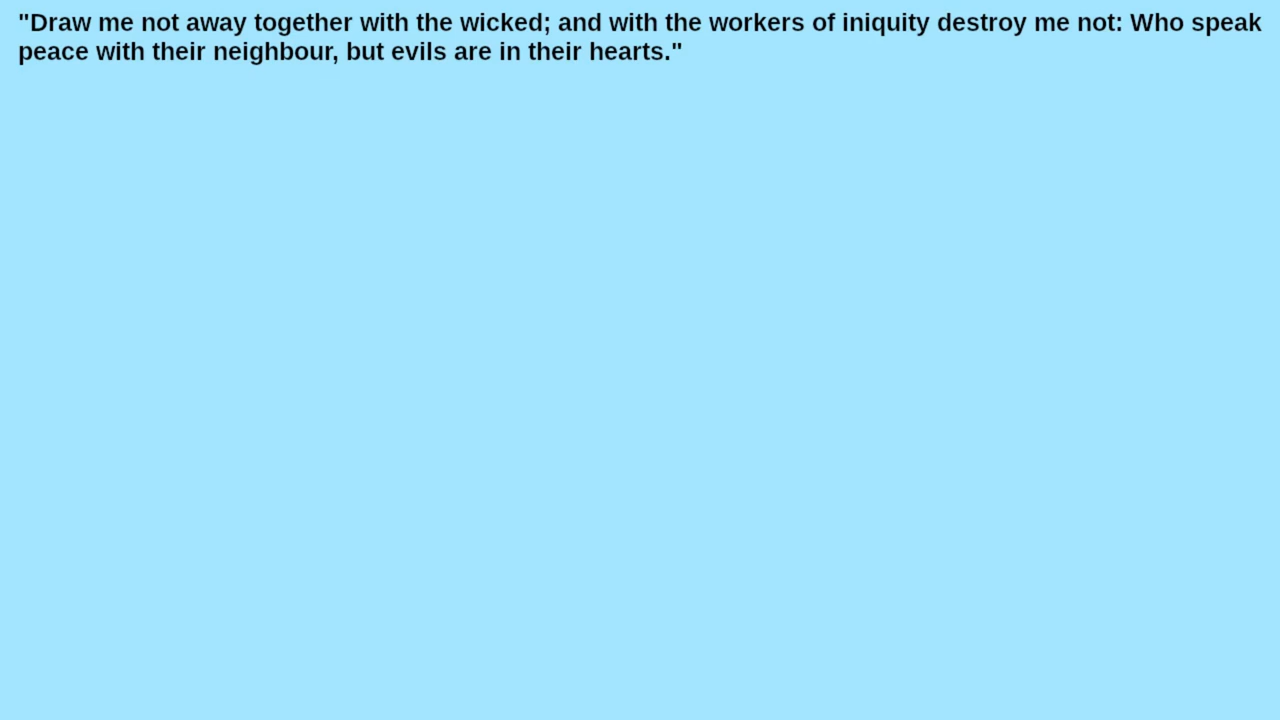 "Draw me not away together with the wicked; and with the workers of iniquity destroy me not: Who speak
peace with their neighbour, but evils are in their hearts."